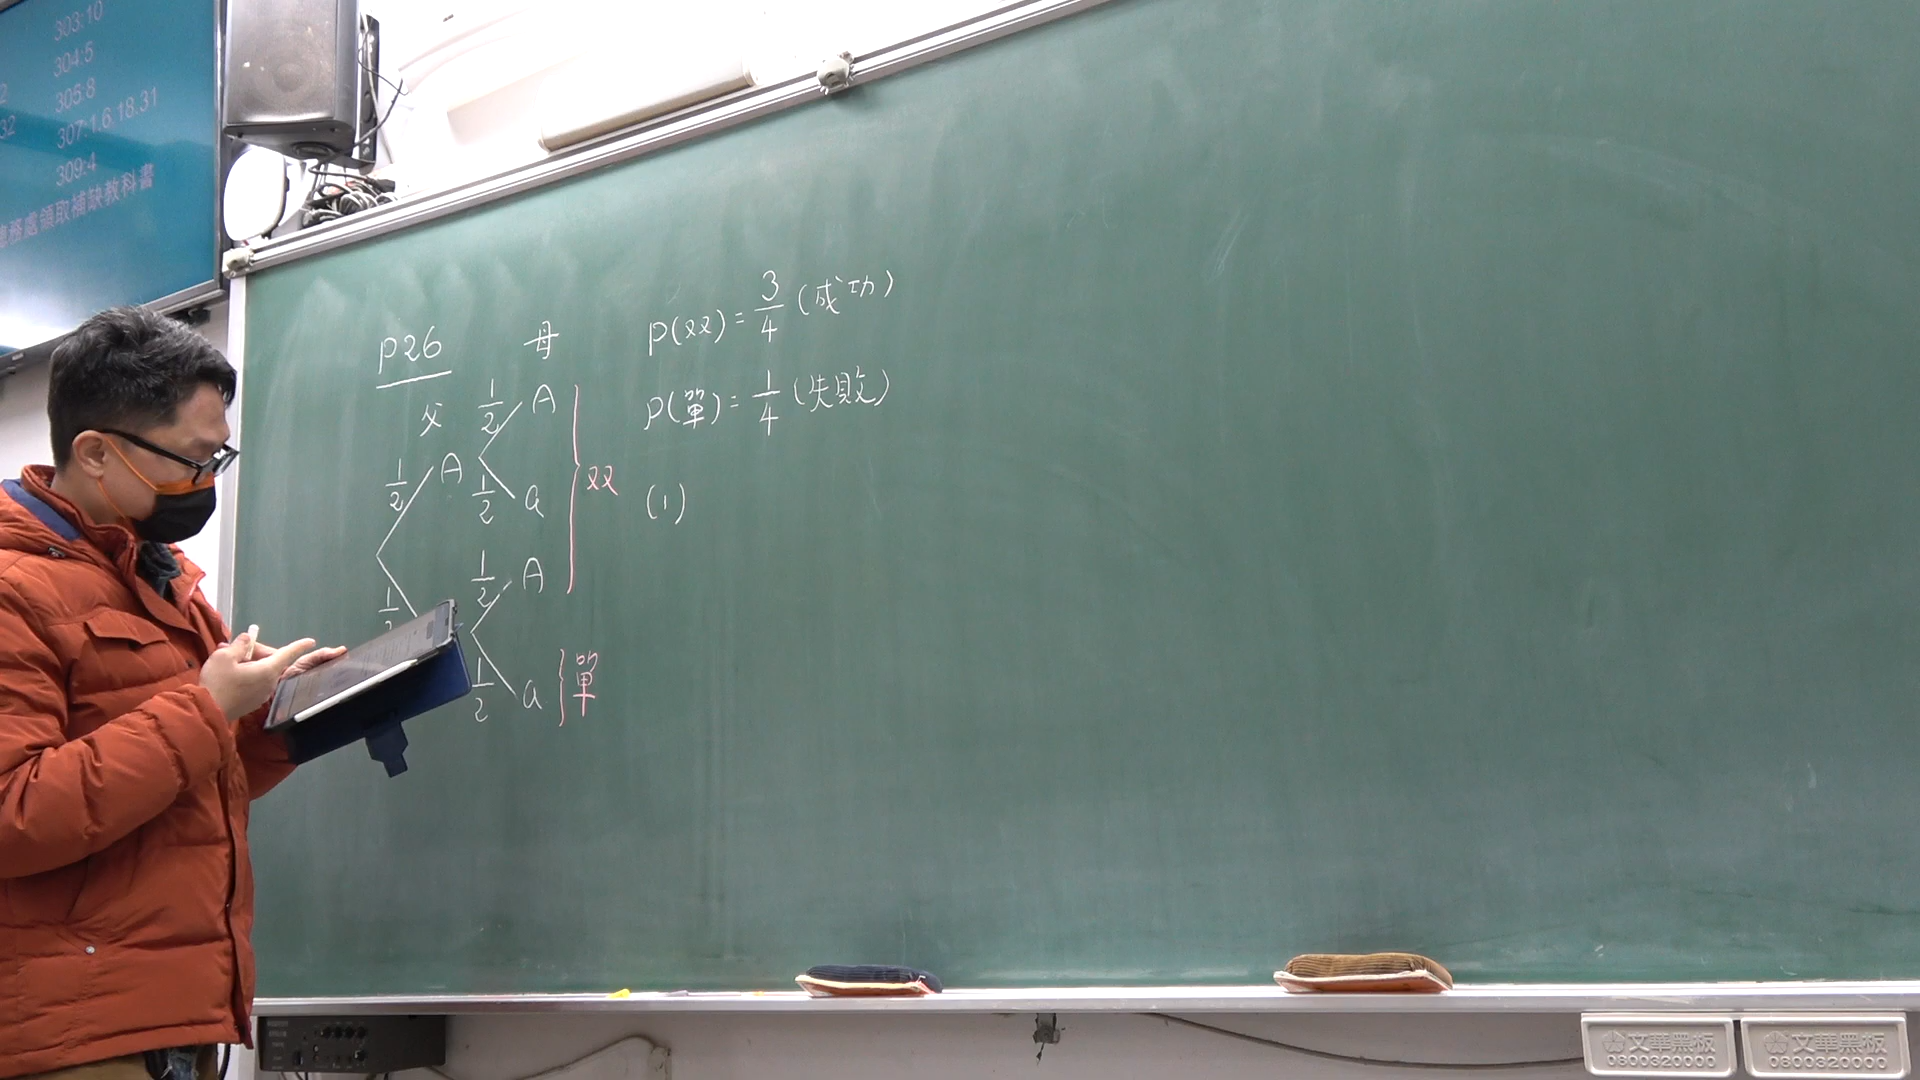 303:10
304:5
305:8
307:1.6.18.31
309:4
總務處領取補缺教科書
P26
母
父
1/2 A
1/2 A
1/2 a
1/2 A
1/2 a
双
單
P(双) = 3/4 (成功)
P(單) = 1/4 (失敗)
(1)
文華黑板
0800320000
文華黑板
0800320000